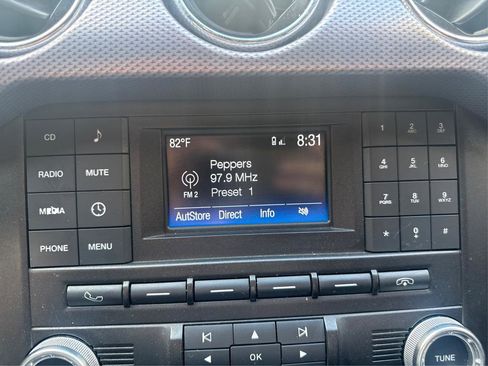 CD
RADIO MUTE
MEDIA
PHONE MENU
82°F 8:31
Peppers
97.9 MHz
FM 2 Preset 1
AutStore Direct Info
1 2 ABC 3 DEF
4 GHI 5 JKL 6 MNO
7 PQRS 8 TUV 9 WXYZ
* 0 + #
OK
TUNE